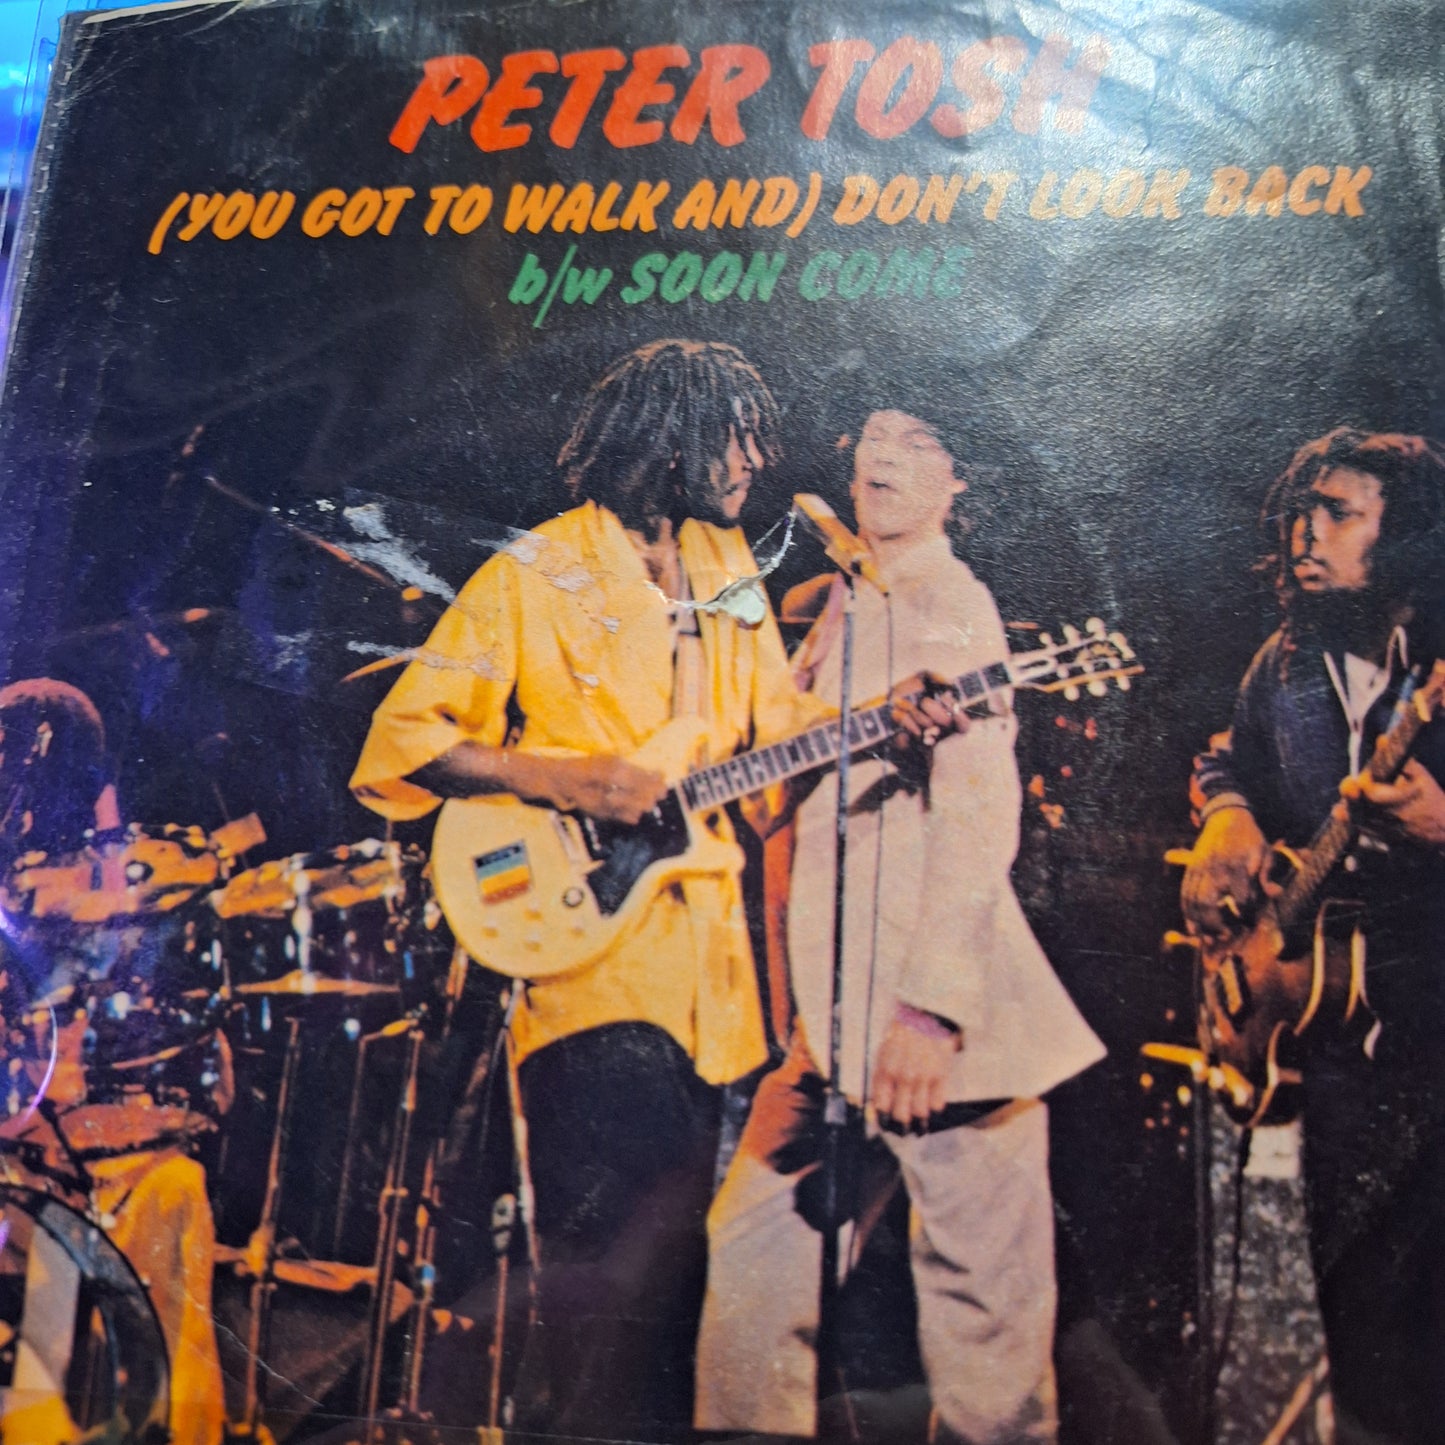 PETER TOSH
(YOU GOT TO WALK AND) DON'T LOOK BACK
b/w SOON COME